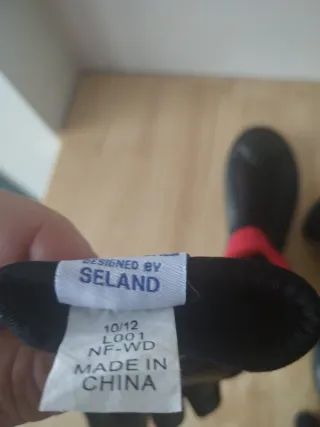 DESIGNED BY
SELAND
10/12
L001
NF-WD
MADE IN
CHINA